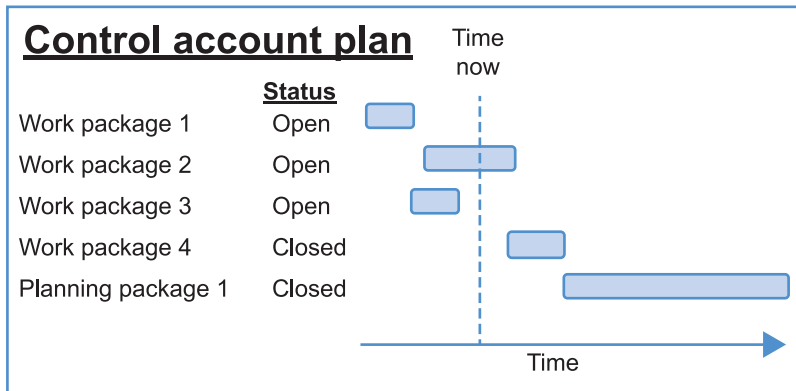 Control account plan
Time
now
Status
Work package 1 Open
Work package 2 Open
Work package 3 Open
Work package 4 Closed
Planning package 1 Closed
Time